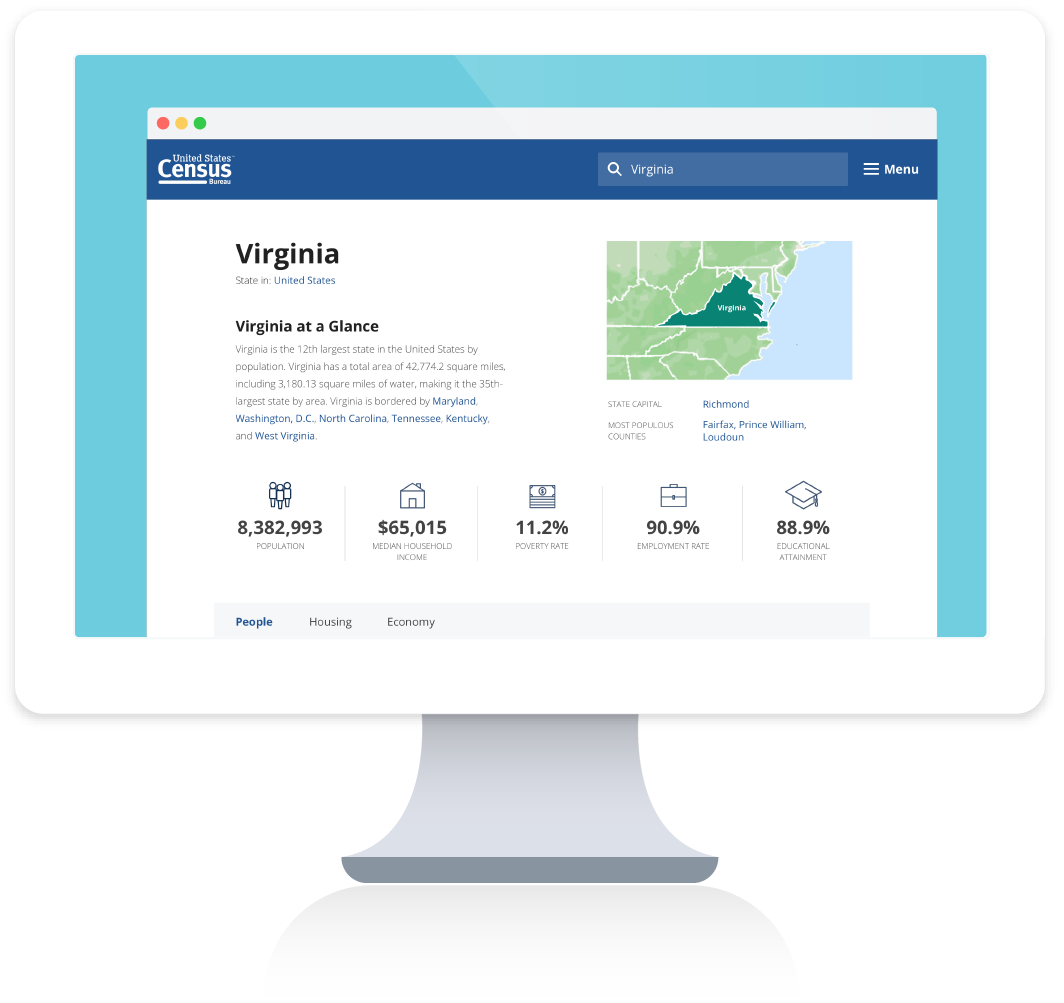 United States™
Census
Bureau
Virginia
Menu
Virginia
State in: United States
Virginia at a Glance
Virginia is the 12th largest state in the United States by
population. Virginia has a total area of 42,774.2 square miles,
including 3,180.13 square miles of water, making it the 35th-
largest state by area. Virginia is bordered by Maryland,
Washington, D.C., North Carolina, Tennessee, Kentucky,
and West Virginia.
Virginia
STATE CAPITAL Richmond
MOST POPULOUS
COUNTIES
Fairfax, Prince William,
Loudoun
8,382,993
POPULATION
$65,015
MEDIAN HOUSEHOLD
INCOME
11.2%
POVERTY RATE
90.9%
EMPLOYMENT RATE
88.9%
EDUCATIONAL
ATTAINMENT
People Housing Economy